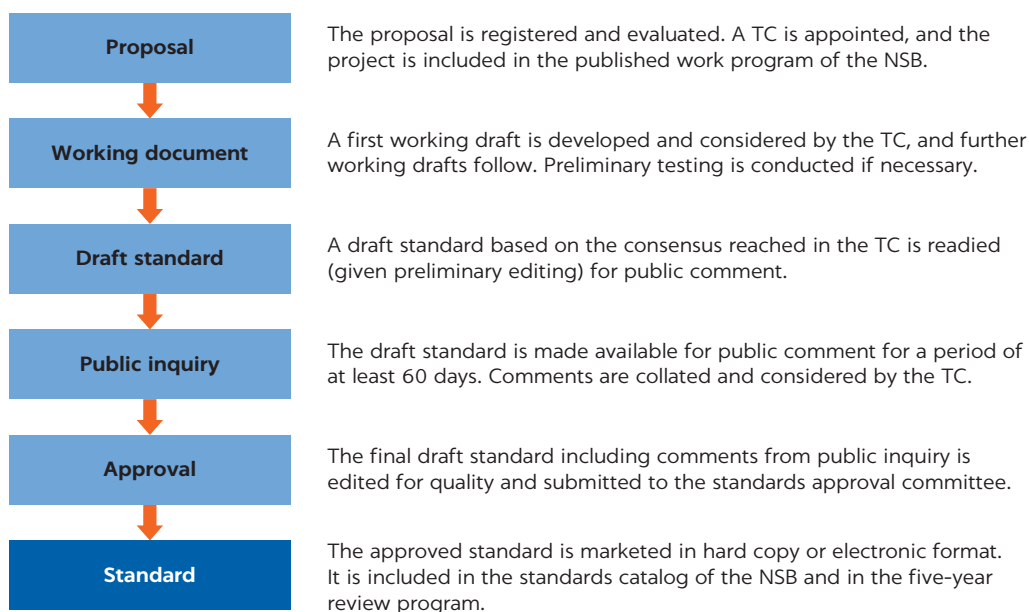 Proposal
The proposal is registered and evaluated. A TC is appointed, and the
project is included in the published work program of the NSB.
Working document
A first working draft is developed and considered by the TC, and further
working drafts follow. Preliminary testing is conducted if necessary.
Draft standard
A draft standard based on the consensus reached in the TC is readied
(given preliminary editing) for public comment.
Public inquiry
The draft standard is made available for public comment for a period of
at least 60 days. Comments are collated and considered by the TC.
Approval
The final draft standard including comments from public inquiry is
edited for quality and submitted to the standards approval committee.
Standard
The approved standard is marketed in hard copy or electronic format.
It is included in the standards catalog of the NSB and in the five-year
review program.